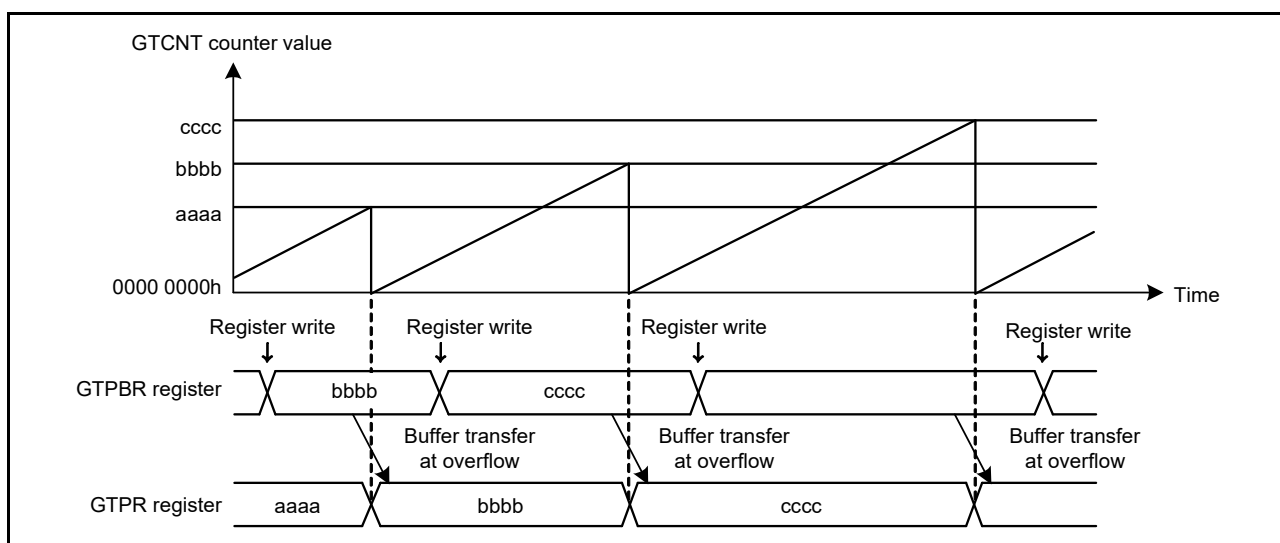 GTCNT counter value
cccc
bbbb
aaaa
0000 0000h
Time
Register write
Register write
Register write
Register write
GTPBR register
bbbb
cccc
Buffer transfer
at overflow
Buffer transfer
at overflow
Buffer transfer
at overflow
GTPR register
aaaa
bbbb
cccc